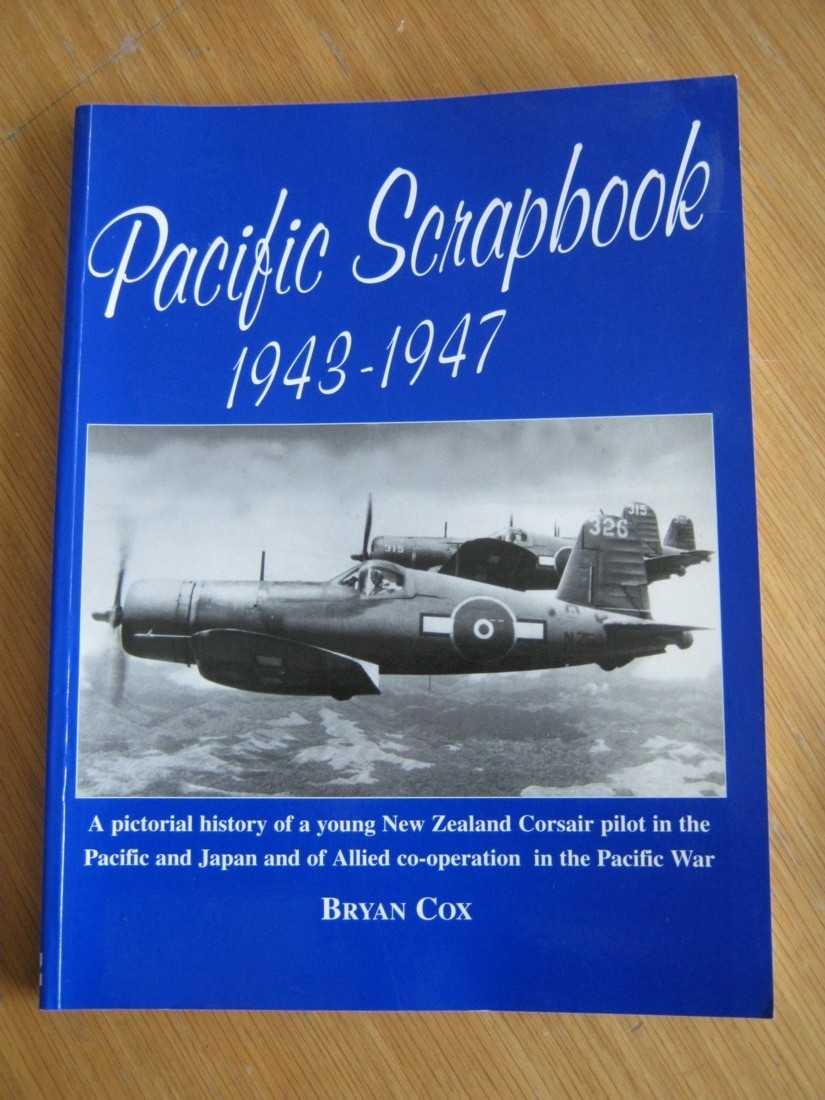 Pacific Scrapbook
1943-1947
326
315
315
A pictorial history of a young New Zealand Corsair pilot in the
Pacific and Japan and of Allied co-operation in the Pacific War
BRYAN COX